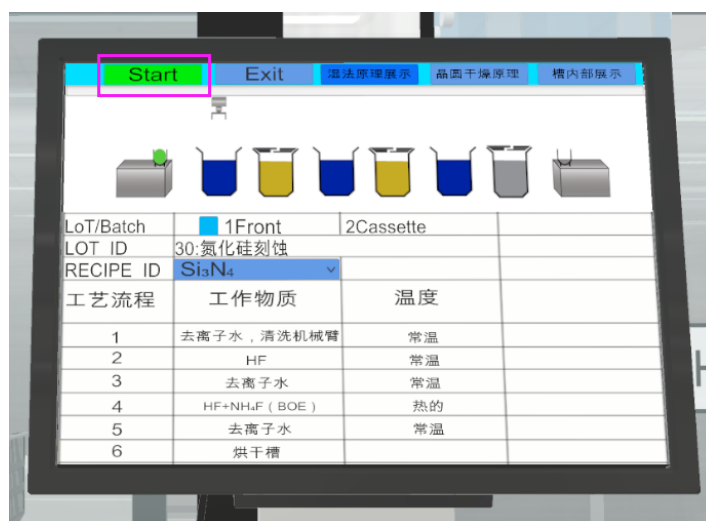 Start Exit 湿法原理展示 晶圆干燥原理 槽内部展示
LoT/Batch 1Front 2Cassette
LOT ID 30:氮化硅刻蚀
RECIPE ID Si₃N₄
工艺流程 工作物质 温度
1 去离子水，清洗机械臂 常温
2 HF 常温
3 去离子水 常温
4 HF+NH₄F（BOE） 热的
5 去离子水 常温
6 烘干槽
H